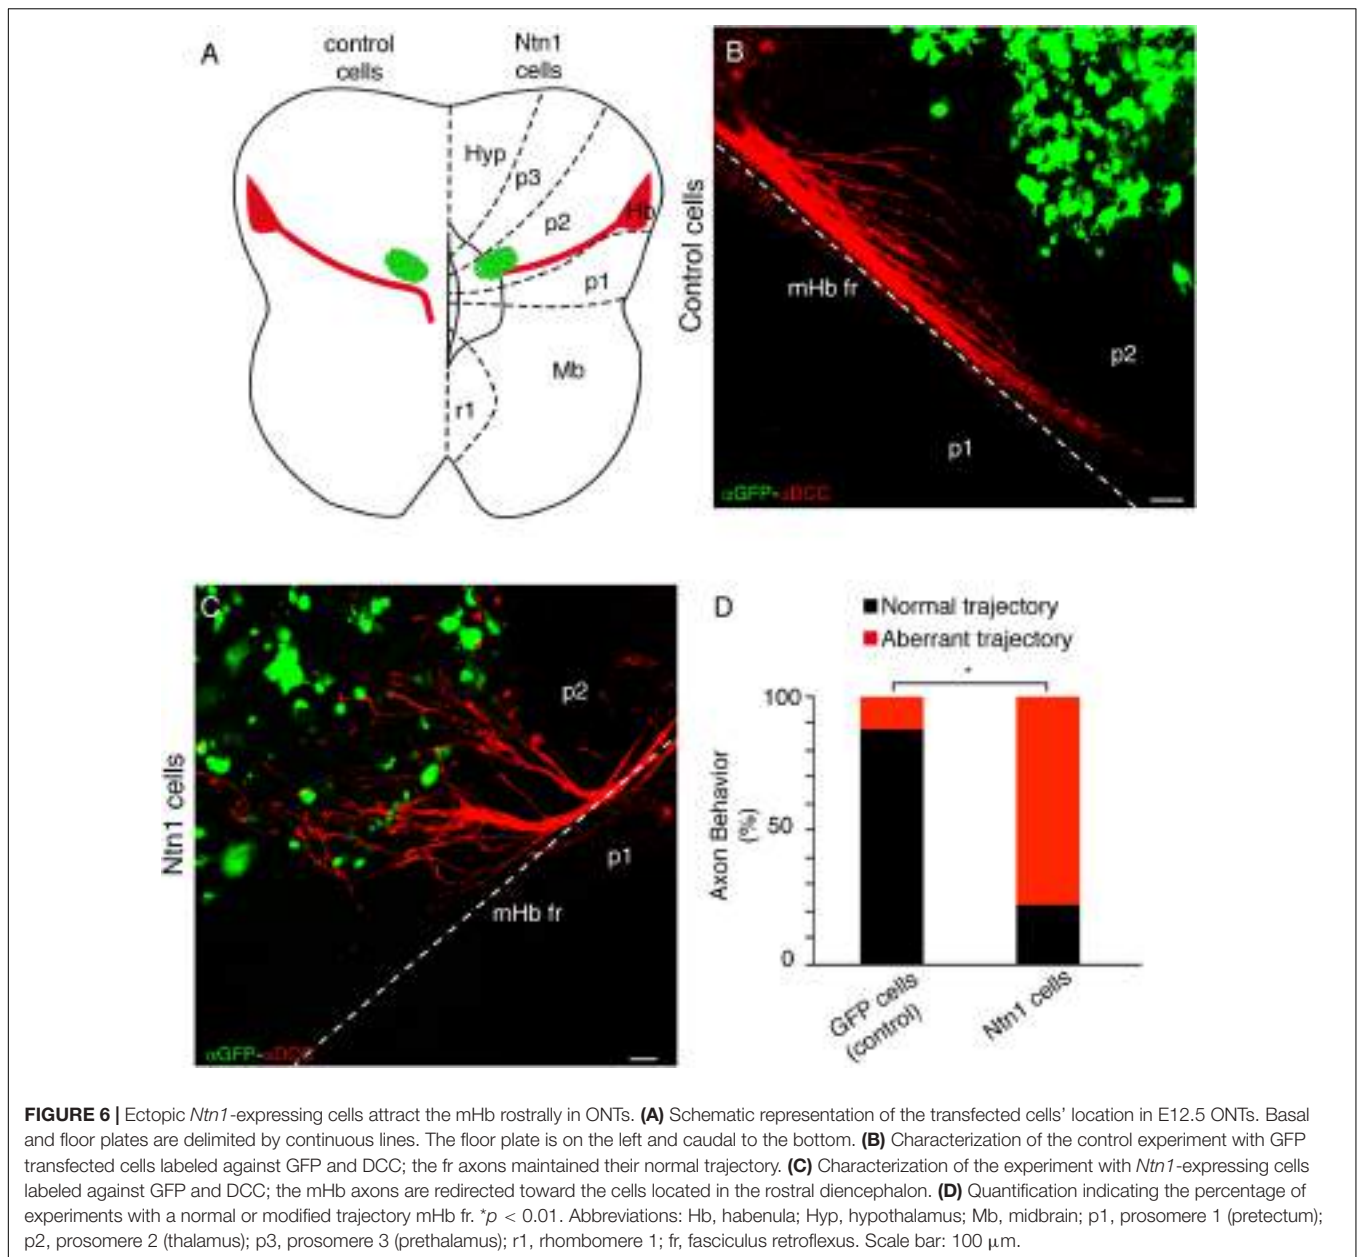 A
control
cells
Ntn1
cells
Hyp
p3
p2
Hb
p1
Mb
r1
B
Control cells
mHb fr
p2
p1
αGFP-αDCC
C
Ntn1 cells
p2
p1
mHb fr
αGFP-αDCC
D
Normal trajectory
Aberrant trajectory
*
100
50
0
Axon Behavior
(%)
GFP cells
(control)
Ntn1 cells
FIGURE 6 | Ectopic Ntn1-expressing cells attract the mHb rostrally in ONTs. (A) Schematic representation of the transfected cells' location in E12.5 ONTs. Basal
and floor plates are delimited by continuous lines. The floor plate is on the left and caudal to the bottom. (B) Characterization of the control experiment with GFP
transfected cells labeled against GFP and DCC; the fr axons maintained their normal trajectory. (C) Characterization of the experiment with Ntn1-expressing cells
labeled against GFP and DCC; the mHb axons are redirected toward the cells located in the rostral diencephalon. (D) Quantification indicating the percentage of
experiments with a normal or modified trajectory mHb fr. *p < 0.01. Abbreviations: Hb, habenula; Hyp, hypothalamus; Mb, midbrain; p1, prosomere 1 (pretectum);
p2, prosomere 2 (thalamus); p3, prosomere 3 (prethalamus); r1, rhombomere 1; fr, fasciculus retroflexus. Scale bar: 100 μm.